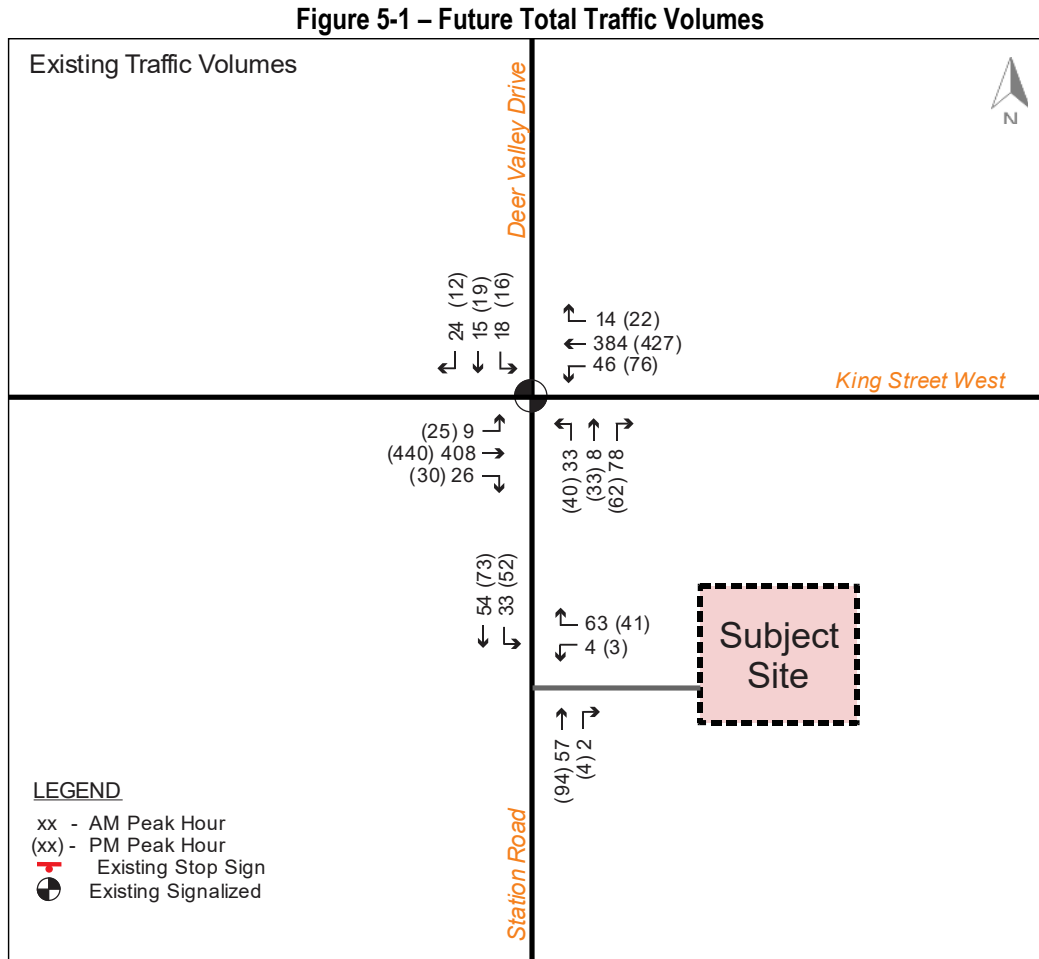 Figure 5-1 – Future Total Traffic Volumes
Existing Traffic Volumes
N
Deer Valley Drive
24 (12)
15 (19)
18 (16)
14 (22)
384 (427)
46 (76)
King Street West
(25) 9
(440) 408
(30) 26
(40) 33
(33) 8
(62) 78
54 (73)
33 (52)
63 (41)
4 (3)
Subject
Site
(94) 57
(4) 2
LEGEND
xx - AM Peak Hour
(xx) - PM Peak Hour
Existing Stop Sign
Existing Signalized
Station Road